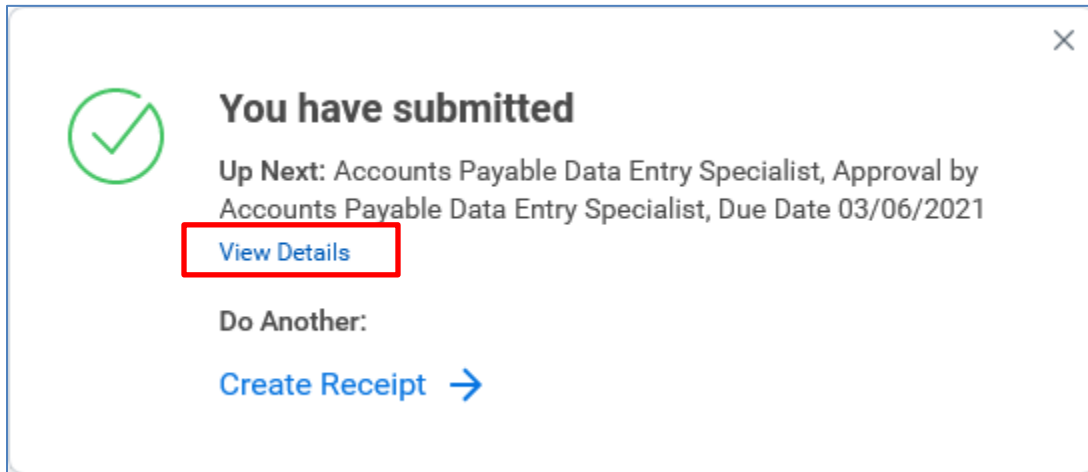 You have submitted
Up Next: Accounts Payable Data Entry Specialist, Approval by
Accounts Payable Data Entry Specialist, Due Date 03/06/2021
View Details
Do Another:
Create Receipt